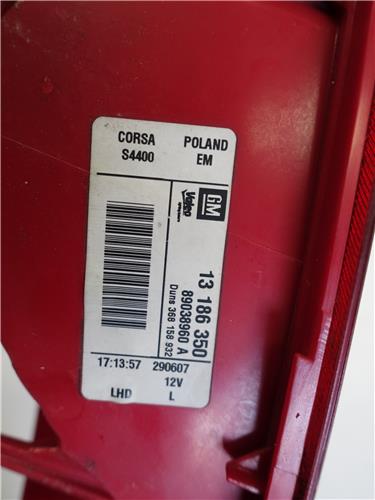 CORSA POLAND
S4400 EM
GM
Valeo
13 186 350
89038960 A
Duns 368 158 932
17:13:57 290607
12V
LHD L